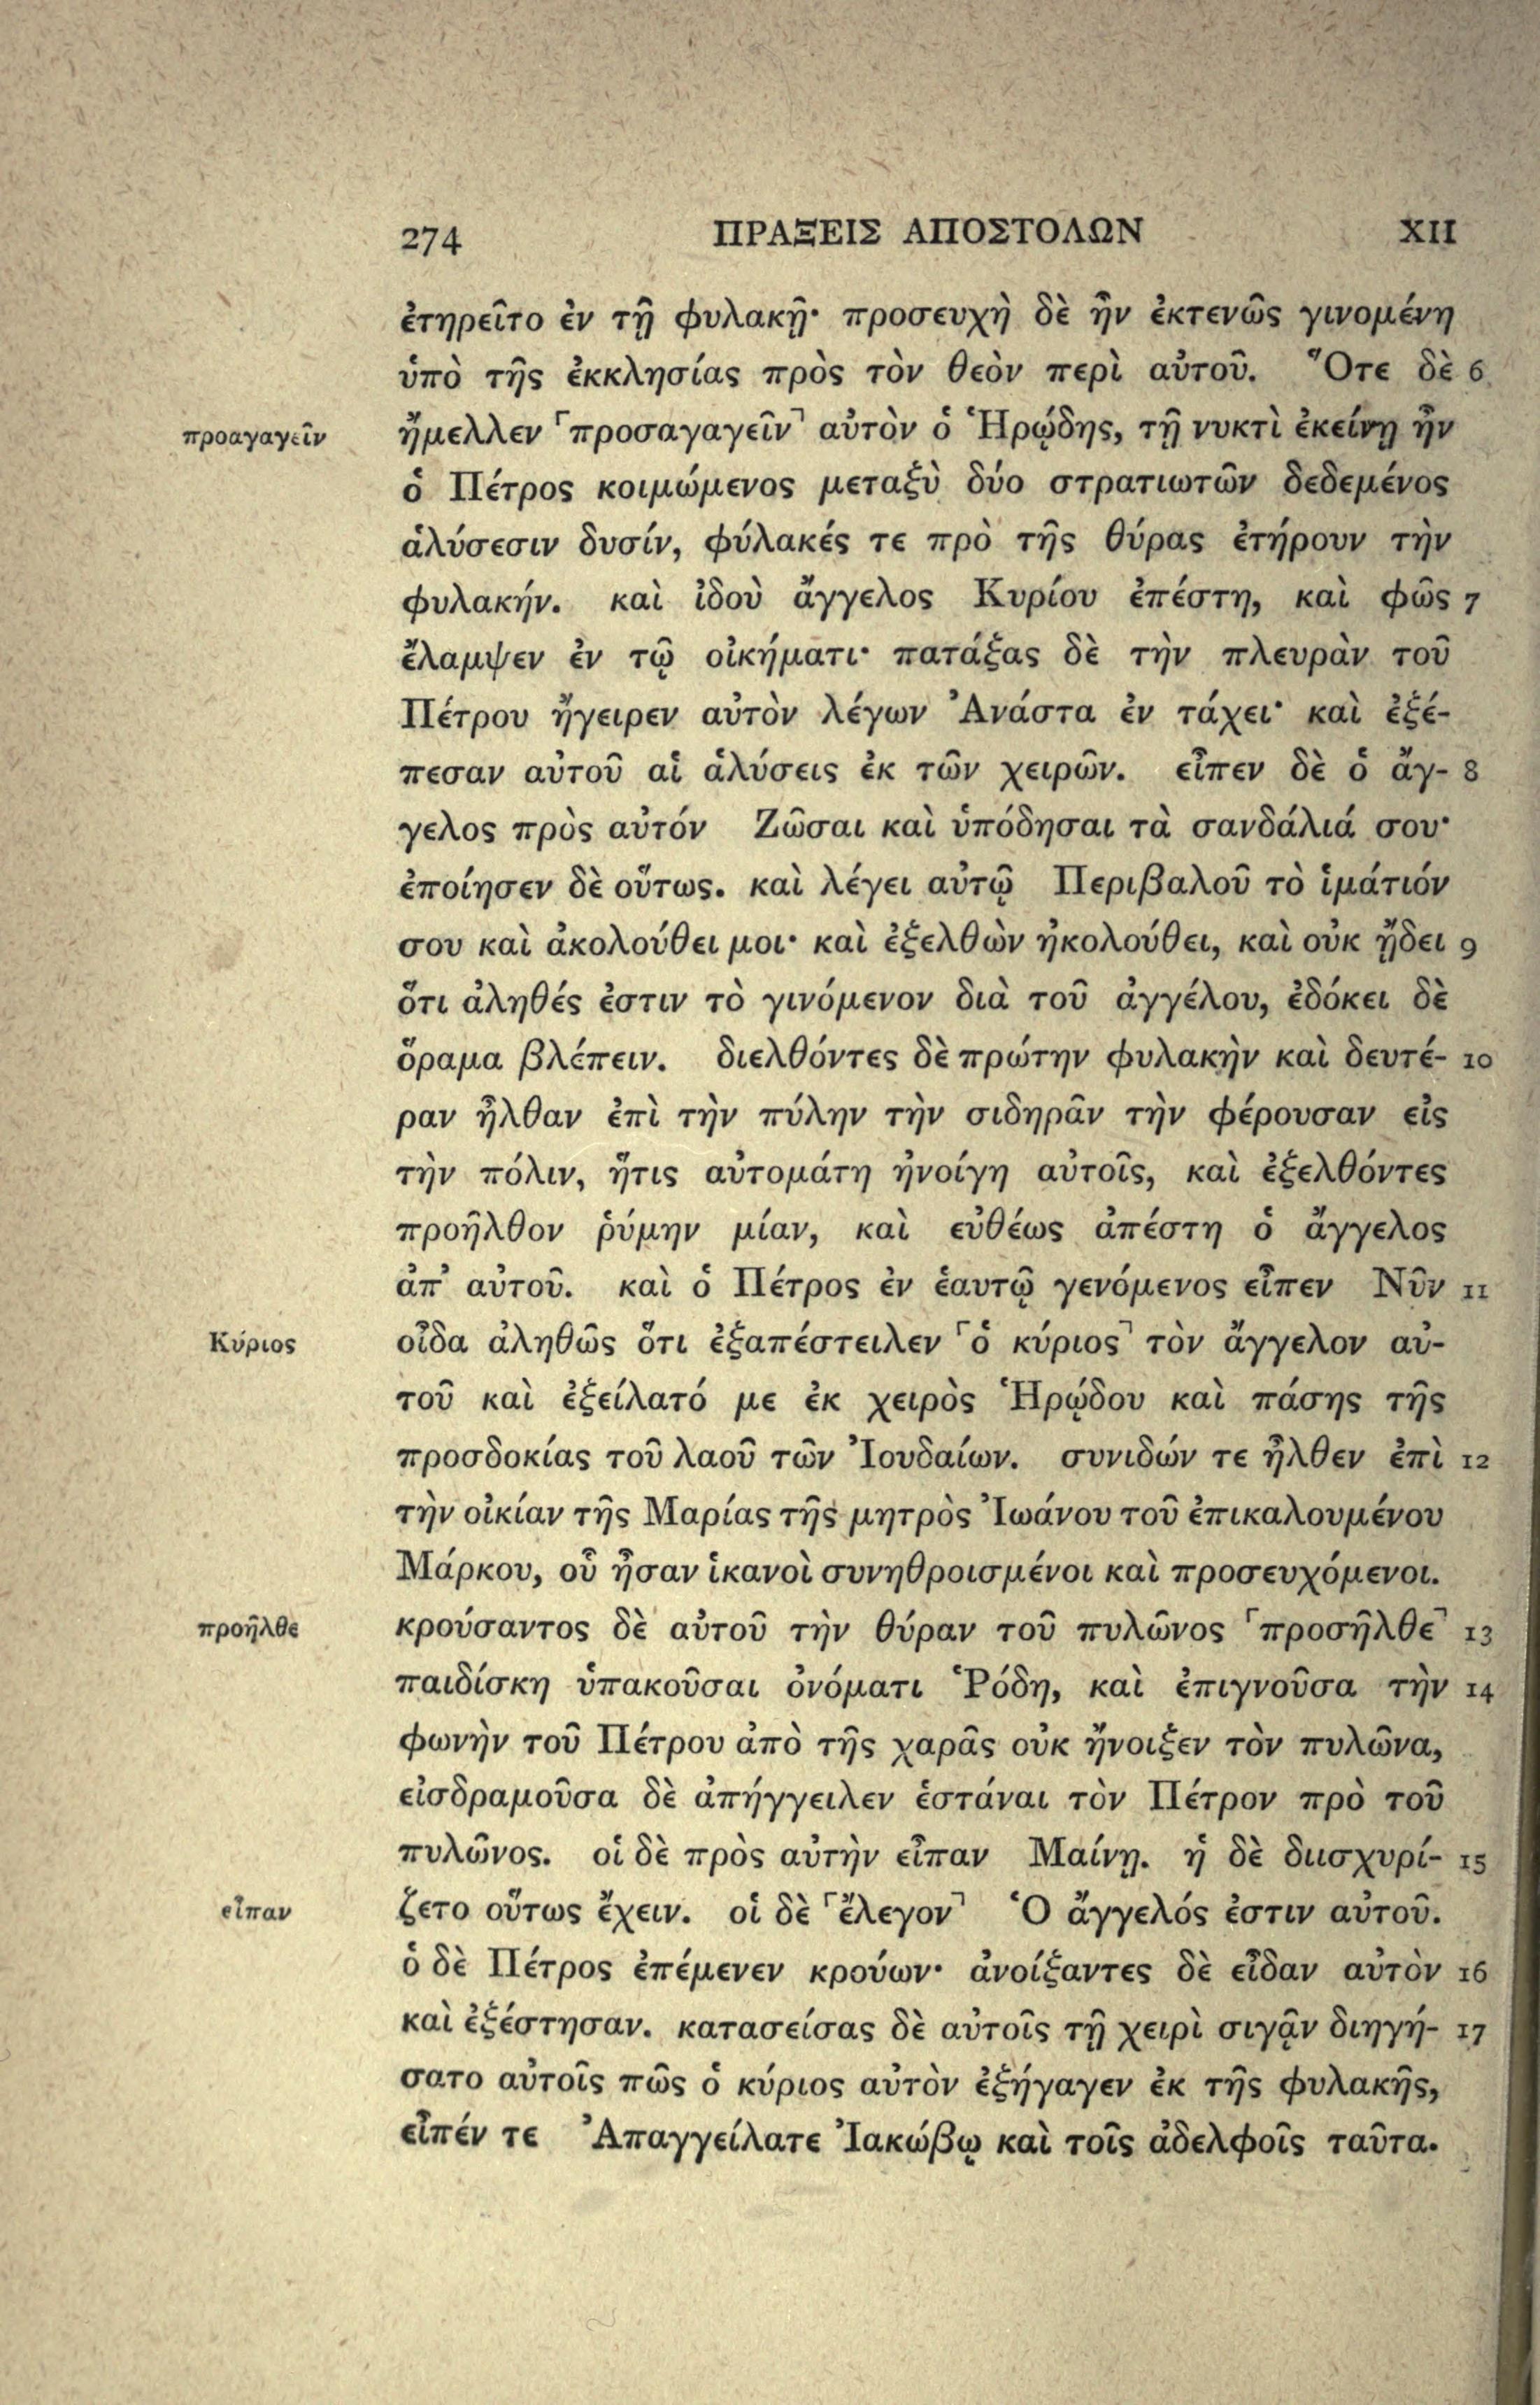 274 ΠΡΑΞΕΙΣ ΑΠΟΣΤΟΛΩΝ XII
ἐτηρεῖτο ἐν τῇ φυλακῇ· προσευχὴ δὲ ἦν ἐκτενῶς γινομένη
ὑπὸ τῆς ἐκκλησίας πρὸς τὸν θεὸν περὶ αὐτοῦ. Ὅτε δὲ 6
προαγαγεῖν ἤμελλεν ⌜προσαγαγεῖν⌝ αὐτὸν ὁ Ἡρῴδης, τῇ νυκτὶ ἐκείνῃ ἦν
ὁ Πέτρος κοιμώμενος μεταξὺ δύο στρατιωτῶν δεδεμένος
ἁλύσεσιν δυσίν, φύλακές τε πρὸ τῆς θύρας ἐτήρουν τὴν
φυλακήν. καὶ ἰδοὺ ἄγγελος Κυρίου ἐπέστη, καὶ φῶς 7
ἔλαμψεν ἐν τῷ οἰκήματι· πατάξας δὲ τὴν πλευρὰν τοῦ
Πέτρου ἤγειρεν αὐτὸν λέγων Ἀνάστα ἐν τάχει· καὶ ἐξέ-
πεσαν αὐτοῦ αἱ ἁλύσεις ἐκ τῶν χειρῶν. εἶπεν δὲ ὁ ἄγ- 8
γελος πρὸς αὐτόν Ζῶσαι καὶ ὑπόδησαι τὰ σανδάλιά σου·
ἐποίησεν δὲ οὕτως. καὶ λέγει αὐτῷ Περιβαλοῦ τὸ ἱμάτιόν
σου καὶ ἀκολούθει μοι· καὶ ἐξελθὼν ἠκολούθει, καὶ οὐκ ᾔδει 9
ὅτι ἀληθές ἐστιν τὸ γινόμενον διὰ τοῦ ἀγγέλου, ἐδόκει δὲ
ὅραμα βλέπειν. διελθόντες δὲ πρώτην φυλακὴν καὶ δευτέ- 10
ραν ἦλθαν ἐπὶ τὴν πύλην τὴν σιδηρᾶν τὴν φέρουσαν εἰς
τὴν πόλιν, ἥτις αὐτομάτη ἠνοίγη αὐτοῖς, καὶ ἐξελθόντες
προῆλθον ῥύμην μίαν, καὶ εὐθέως ἀπέστη ὁ ἄγγελος
ἀπ' αὐτοῦ. καὶ ὁ Πέτρος ἐν ἑαυτῷ γενόμενος εἶπεν Νῦν 11
Κύριος οἶδα ἀληθῶς ὅτι ἐξαπέστειλεν ⌜ὁ κύριος⌝ τὸν ἄγγελον αὐ-
τοῦ καὶ ἐξείλατό με ἐκ χειρὸς Ἡρῴδου καὶ πάσης τῆς
προσδοκίας τοῦ λαοῦ τῶν Ἰουδαίων. συνιδών τε ἦλθεν ἐπὶ 12
τὴν οἰκίαν τῆς Μαρίας τῆς μητρὸς Ἰωάνου τοῦ ἐπικαλουμένου
Μάρκου, οὗ ἦσαν ἱκανοὶ συνηθροισμένοι καὶ προσευχόμενοι.
προῆλθε κρούσαντος δὲ αὐτοῦ τὴν θύραν τοῦ πυλῶνος ⌜προσῆλθε⌝ 13
παιδίσκη ὑπακοῦσαι ὀνόματι Ῥόδη, καὶ ἐπιγνοῦσα τὴν 14
φωνὴν τοῦ Πέτρου ἀπὸ τῆς χαρᾶς οὐκ ἤνοιξεν τὸν πυλῶνα,
εἰσδραμοῦσα δὲ ἀπήγγειλεν ἑστάναι τὸν Πέτρον πρὸ τοῦ
πυλῶνος. οἱ δὲ πρὸς αὐτὴν εἶπαν Μαίνῃ. ἡ δὲ διισχυρί- 15
εἶπαν ζετο οὕτως ἔχειν. οἱ δὲ ⌜ἔλεγον⌝ Ὁ ἄγγελός ἐστιν αὐτοῦ.
ὁ δὲ Πέτρος ἐπέμενεν κρούων· ἀνοίξαντες δὲ εἶδαν αὐτὸν 16
καὶ ἐξέστησαν. κατασείσας δὲ αὐτοῖς τῇ χειρὶ σιγᾷν διηγή- 17
σατο αὐτοῖς πῶς ὁ κύριος αὐτὸν ἐξήγαγεν ἐκ τῆς φυλακῆς,
εἶπέν τε Ἀπαγγείλατε Ἰακώβῳ καὶ τοῖς ἀδελφοῖς ταῦτα.